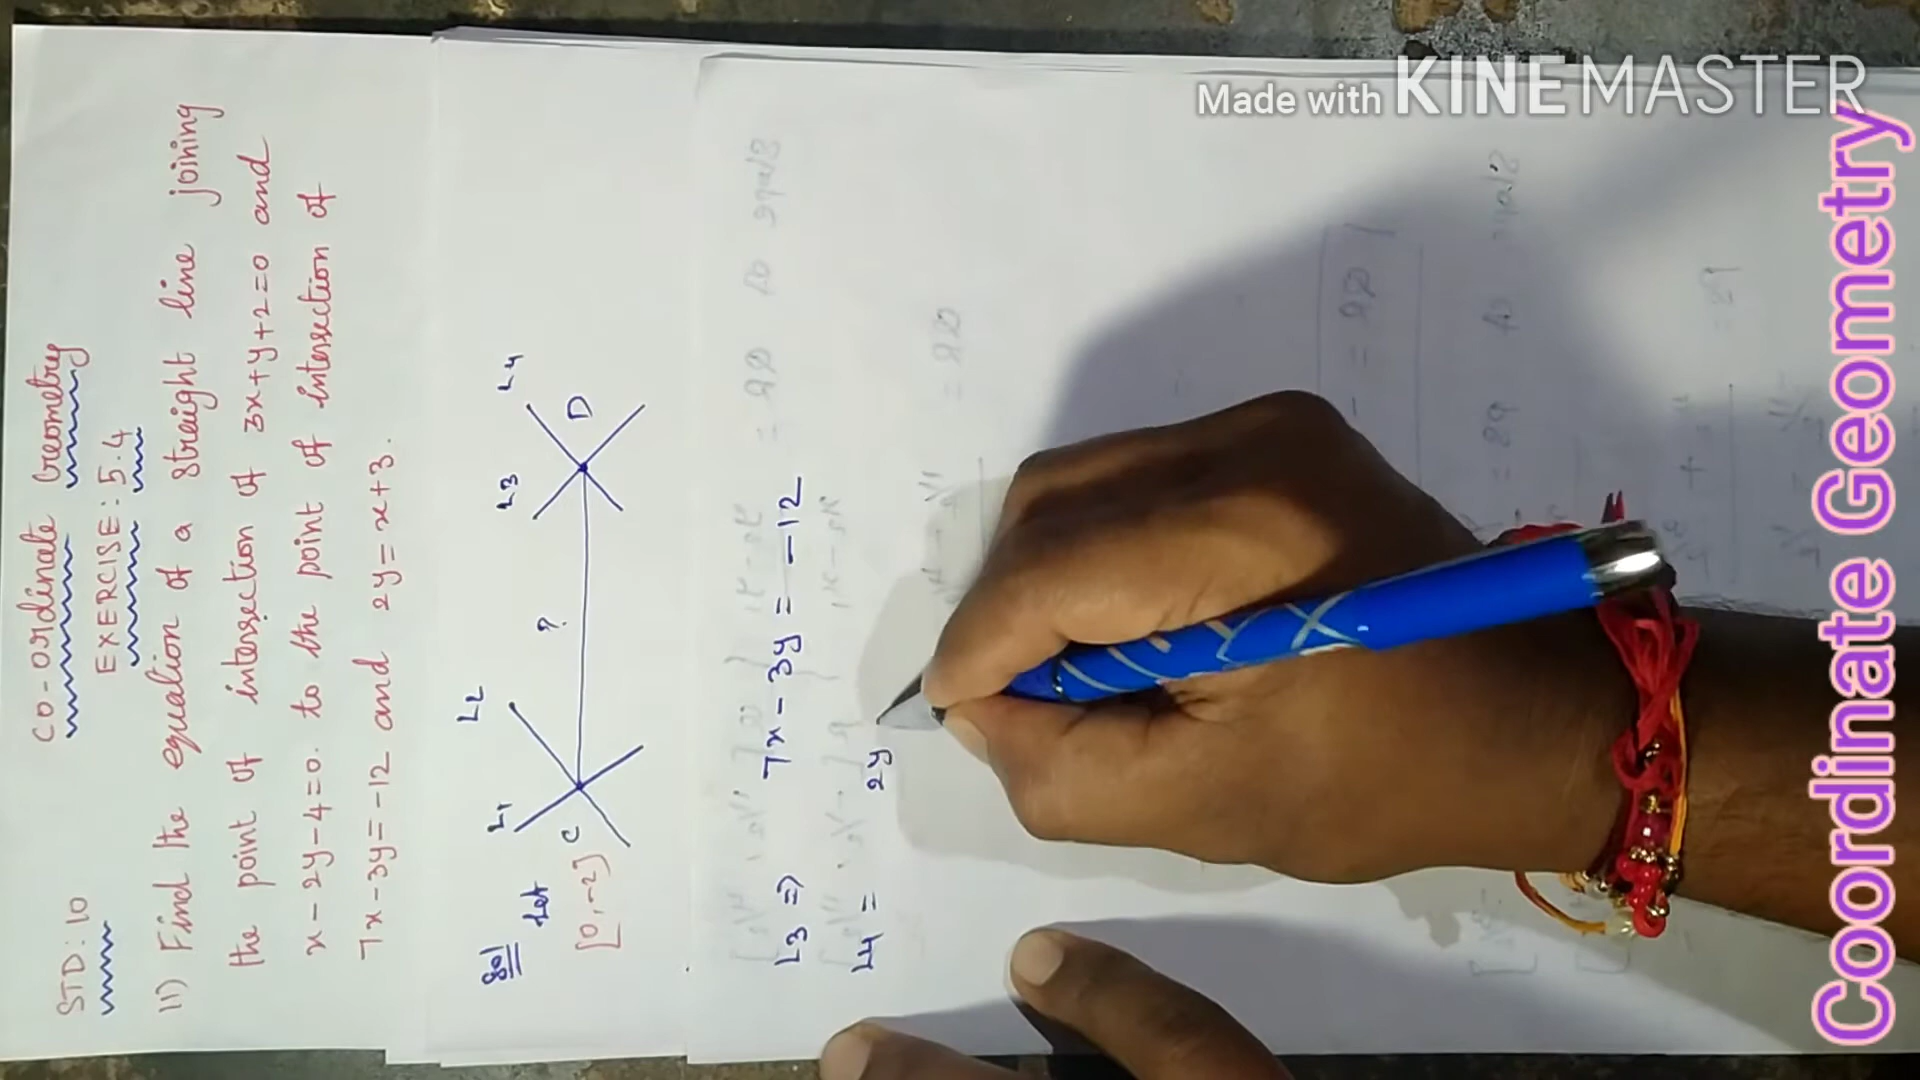 Made with KINEMASTER
Coordinate Geometry
CO-ordinate Geometry
STD: 10
EXERCISE: 5.4
11) Find the equation of a straight line joining
the point of intersection of 3x+y+2=0 and
x-2y-4=0. to the point of intersection of
7x-3y=-12 and 2y=x+3.
Sol
Let
L1
L2
L3
L4
C
?
D
[0,-2]
L3 => 7x-3y=-12
L4 = 2y